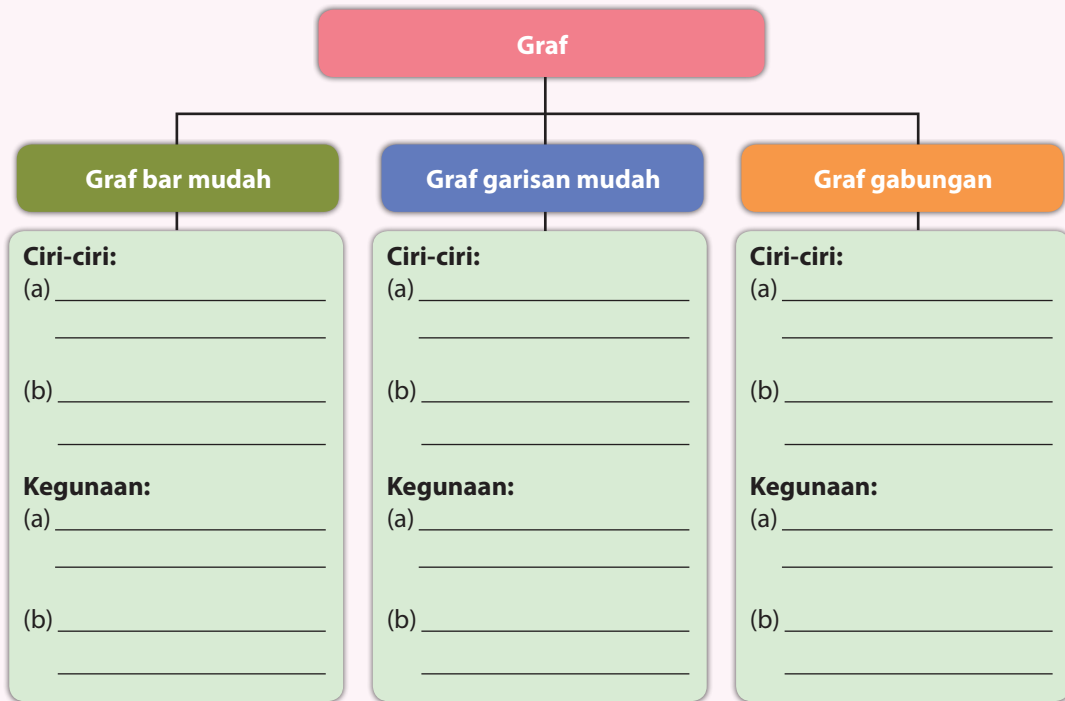 Graf
Graf bar mudah
Ciri-ciri:
(a)
(b)
Kegunaan:
(a)
(b)
Graf garisan mudah
Ciri-ciri:
(a)
(b)
Kegunaan:
(a)
(b)
Graf gabungan
Ciri-ciri:
(a)
(b)
Kegunaan:
(a)
(b)